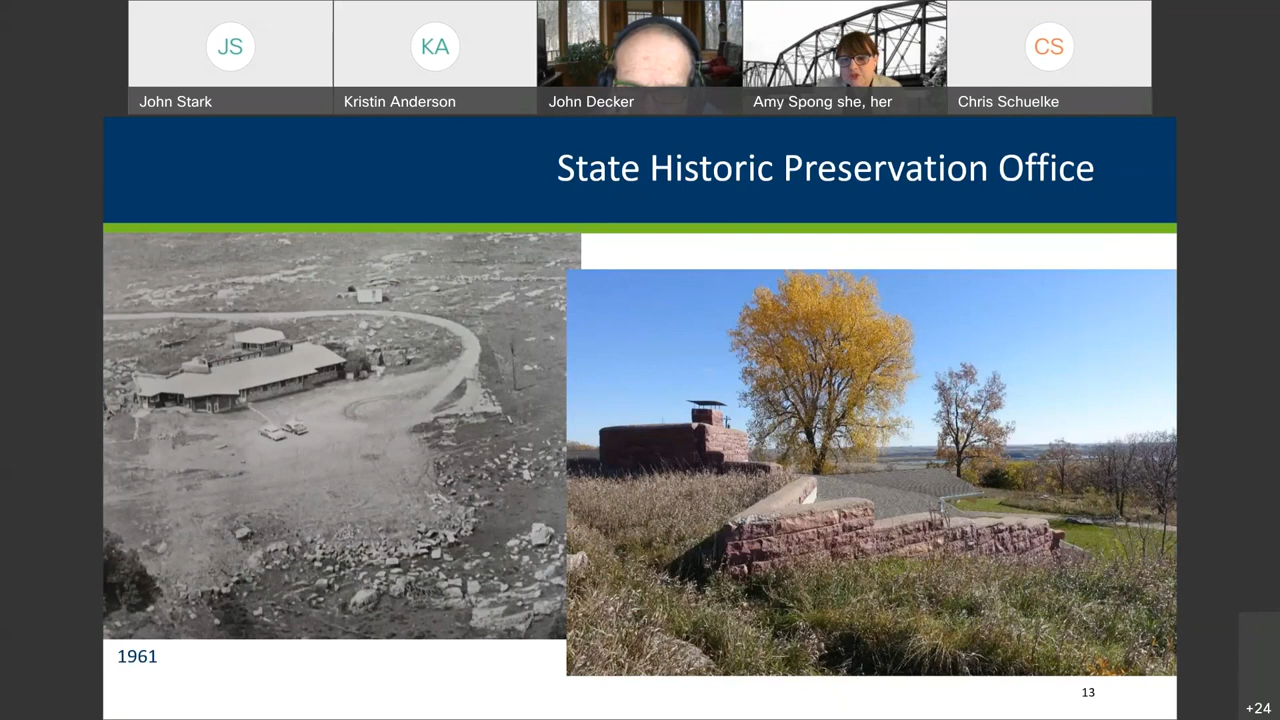 JS
KA
CS
John Stark
Kristin Anderson
John Decker
Amy Spong she, her
Chris Schuelke
State Historic Preservation Office
1961
13
+24